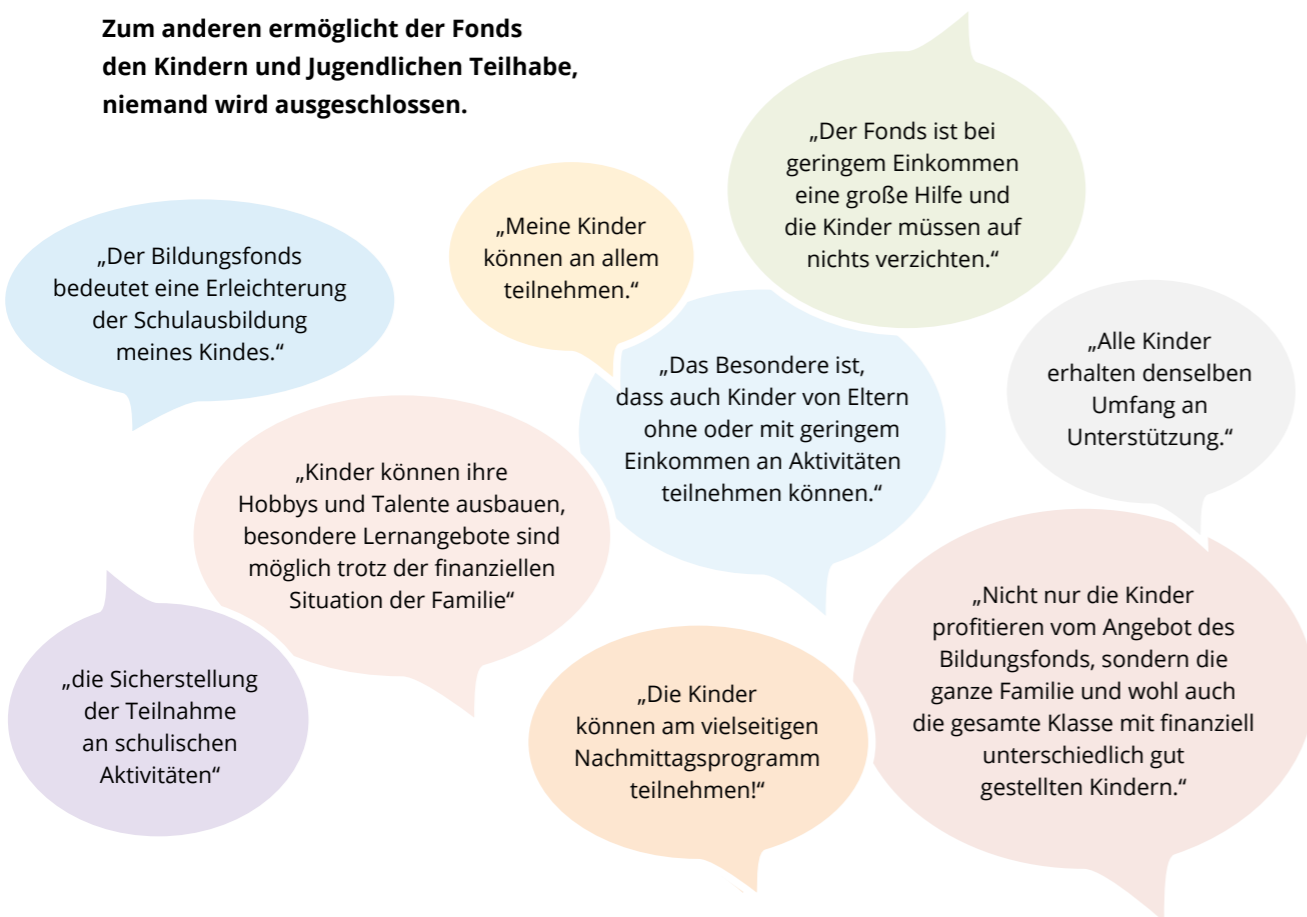 Zum anderen ermöglicht der Fonds
den Kindern und Jugendlichen Teilhabe,
niemand wird ausgeschlossen.
„Der Fonds ist bei
geringem Einkommen
eine große Hilfe und
die Kinder müssen auf
nichts verzichten.“
„Meine Kinder
können an allem
teilnehmen.“
„Der Bildungsfonds
bedeutet eine Erleichterung
der Schulausbildung
meines Kindes.“
„Das Besondere ist,
dass auch Kinder von Eltern
ohne oder mit geringem
Einkommen an Aktivitäten
teilnehmen können.“
„Alle Kinder
erhalten denselben
Umfang an
Unterstützung.“
„Kinder können ihre
Hobbys und Talente ausbauen,
besondere Lernangebote sind
möglich trotz der finanziellen
Situation der Familie“
„Nicht nur die Kinder
profitieren vom Angebot des
Bildungsfonds, sondern die
ganze Familie und wohl auch
die gesamte Klasse mit finanziell
unterschiedlich gut
gestellten Kindern.“
„die Sicherstellung
der Teilnahme
an schulischen
Aktivitäten“
„Die Kinder
können am vielseitigen
Nachmittagsprogramm
teilnehmen!“